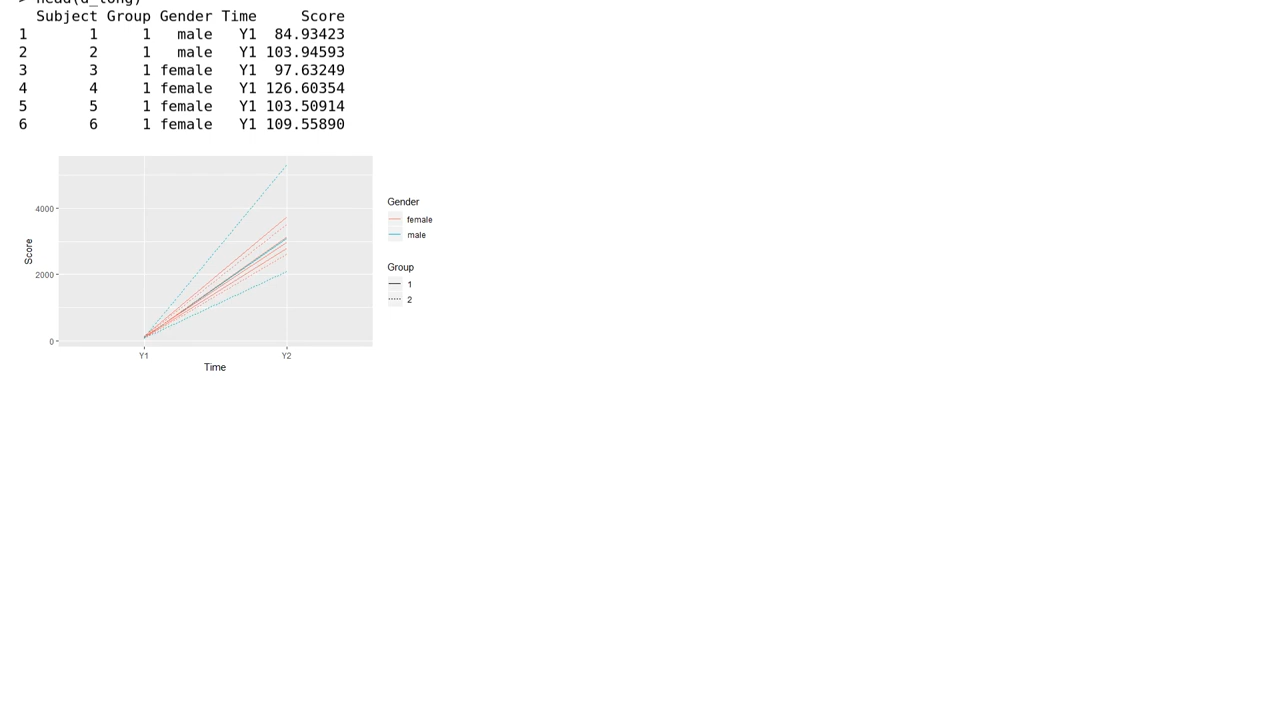 > head(d_long)
Subject Group Gender Time Score
1 1 1 male Y1 84.93423
2 2 1 male Y1 103.94593
3 3 1 female Y1 97.63249
4 4 1 female Y1 126.60354
5 5 1 female Y1 103.50914
6 6 1 female Y1 109.55890
4000
2000
0
Score
Y1 Y2
Time
Gender
female
male
Group
1
2